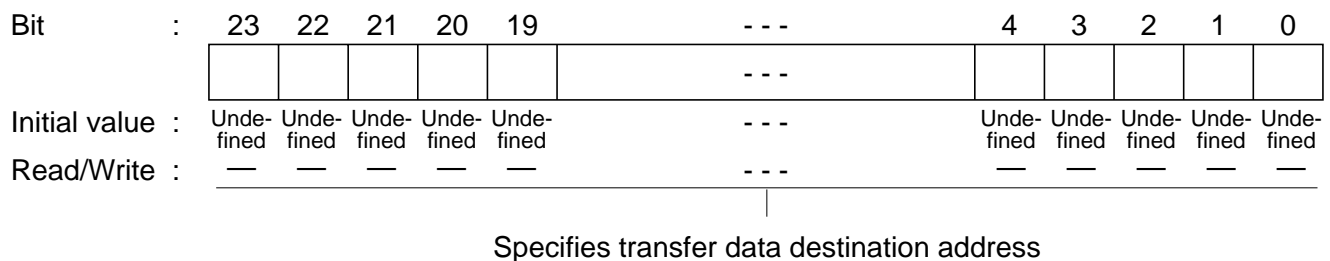 Bit : 23 22 21 20 19 - - - 4 3 2 1 0
- - -
Initial value : Unde- Unde- Unde- Unde- Unde- - - - Unde- Unde- Unde- Unde- Unde-
fined fined fined fined fined fined fined fined fined fined
Read/Write : — — — — — - - - — — — — —
Specifies transfer data destination address